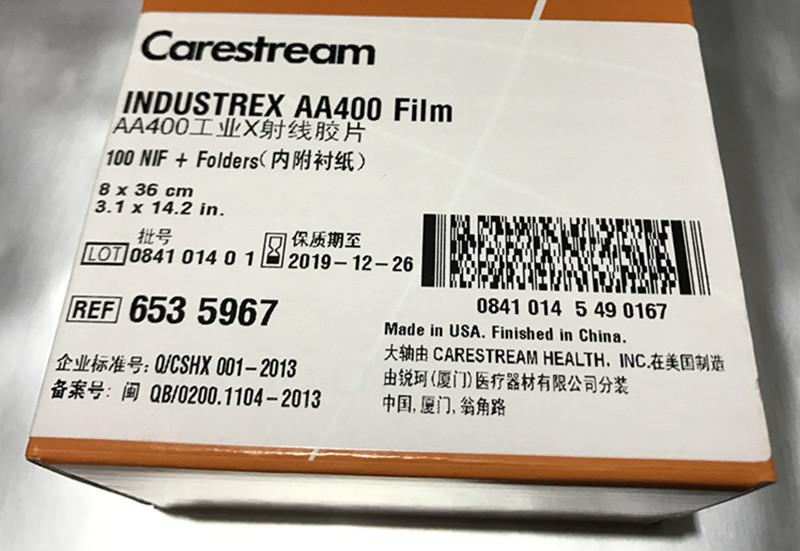 Carestream
INDUSTREX AA400 Film
AA400工业X射线胶片
100 NIF + Folders(内附衬纸)
8 x 36 cm
3.1 x 14.2 in.
批号
LOT 0841 014 0 1
保质期至
2019-12-26
0841 014 5 49 0167
REF 653 5967
Made in USA. Finished in China.
大轴由 CARESTREAM HEALTH, INC.在美国制造
由锐珂(厦门)医疗器材有限公司分装
中国,厦门,翁角路
企业标准号: Q/CSHX 001-2013
备案号: 闽 QB/0200.1104-2013